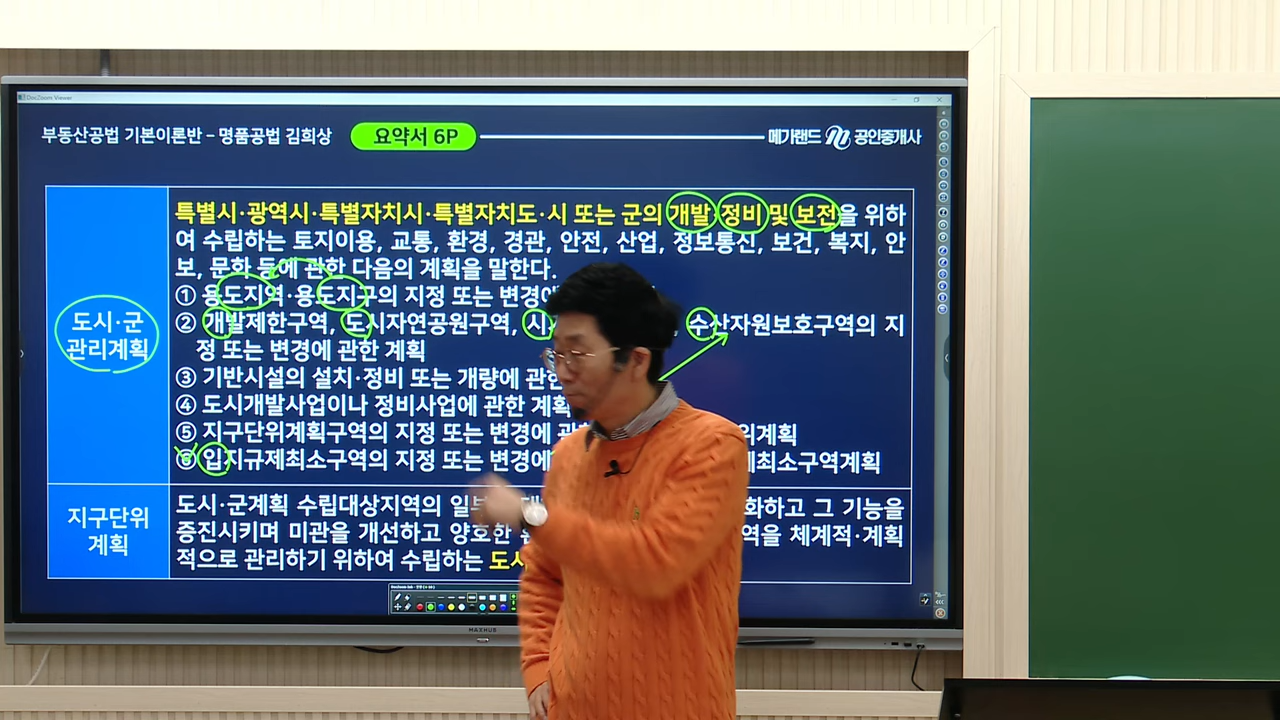 DocZoom Viewer
부동산공법 기본이론반 – 명품공법 김희상
요약서 6P
메가랜드 공인중개사
도시·군
관리계획
특별시·광역시·특별자치시·특별자치도·시 또는 군의 개발·정비 및 보전을 위하
여 수립하는 토지이용, 교통, 환경, 경관, 안전, 산업, 정보통신, 보건, 복지, 안
보, 문화 등에 관한 다음의 계획을 말한다.
① 용도지역·용도지구의 지정 또는 변경에
② 개발제한구역, 도시자연공원구역, 시 수산자원보호구역의 지
정 또는 변경에 관한 계획
③ 기반시설의 설치·정비 또는 개량에 관한
④ 도시개발사업이나 정비사업에 관한 계획
⑤ 지구단위계획구역의 지정 또는 변경에 관한 위계획
⑥ 입지규제최소구역의 지정 또는 변경에 제최소구역계획
지구단위
계획
도시·군계획 수립대상지역의 일부 화하고 그 기능을
증진시키며 미관을 개선하고 양호한 역을 체계적·계획
적으로 관리하기 위하여 수립하는 도시
MAXHUB